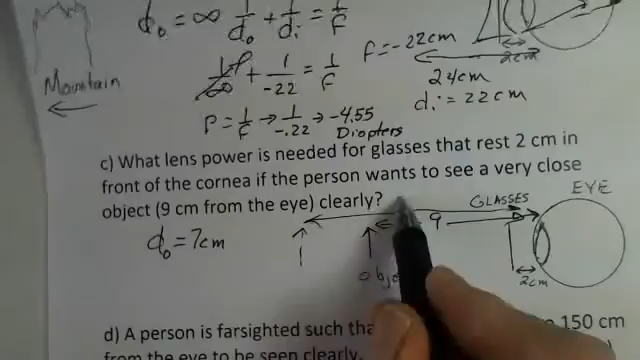 d₀ = ∞ 1/d₀ + 1/dᵢ = 1/f
f = -22cm
2cm
Mountain
1/∞ + 1/-22 = 1/f
24cm
dᵢ = 22cm
P = 1/f → 1/-.22 → -4.55
Diopters
c) What lens power is needed for glasses that rest 2 cm in
front of the cornea if the person wants to see a very close
object (9 cm from the eye) clearly?
GLASSES
EYE
9
d₀ = 7cm
2cm
d) A person is farsighted such that
150 cm
from the eye to be seen clearly.